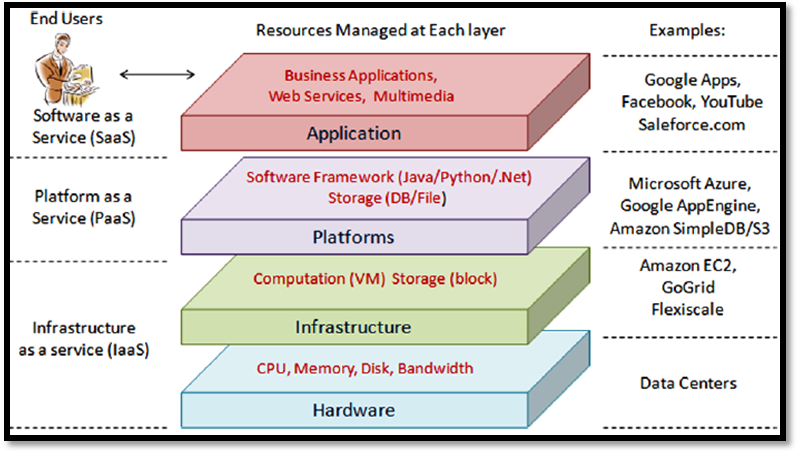 End Users
Resources Managed at Each layer
Examples:
Business Applications,
Web Services, Multimedia
Application
Software as a
Service (SaaS)
Google Apps,
Facebook, YouTube
Saleforce.com
Software Framework (Java/Python/.Net)
Storage (DB/File)
Platforms
Platform as a
Service (PaaS)
Microsoft Azure,
Google AppEngine,
Amazon SimpleDB/S3
Computation (VM) Storage (block)
Infrastructure
Amazon EC2,
GoGrid
Flexiscale
Infrastructure
as a service (IaaS)
CPU, Memory, Disk, Bandwidth
Hardware
Data Centers